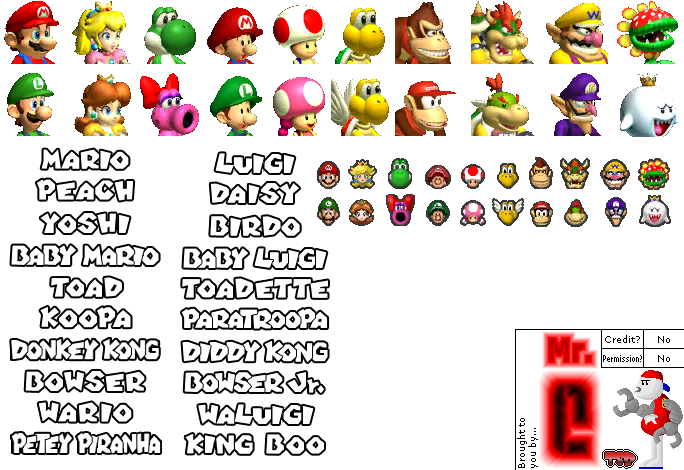 MARIO LUIGI
PEACH DAISY
YOSHI BIRDO
BABY MARIO BABY LUIGI
TOAD TOADETTE
KOOPA PARATROOPA
DONKEY KONG DIDDY KONG
BOWSER BOWSER Jr.
WARIO WALUIGI
PETEY PIRANHA KING BOO
Brought to
you by...
Mr.
C
Credit? No
Permission? No